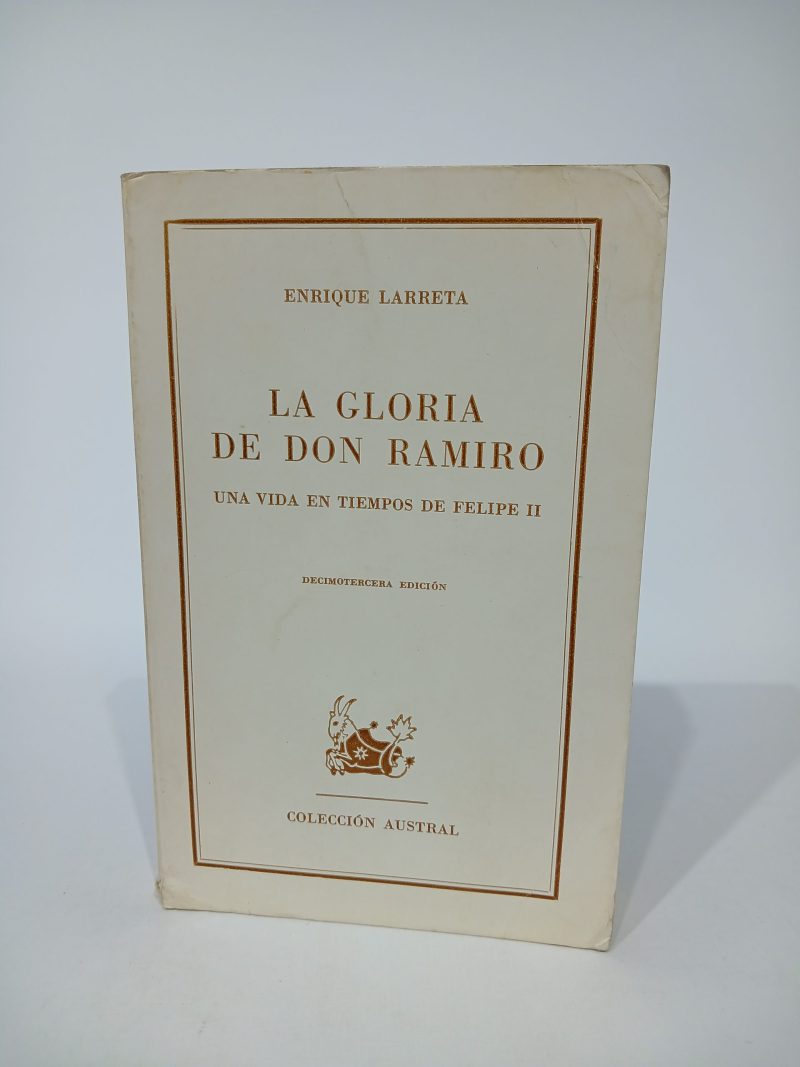 ENRIQUE LARRETA
LA GLORIA
DE DON RAMIRO
UNA VIDA EN TIEMPOS DE FELIPE II
DECIMOTERCERA EDICIÓN
COLECCIÓN AUSTRAL